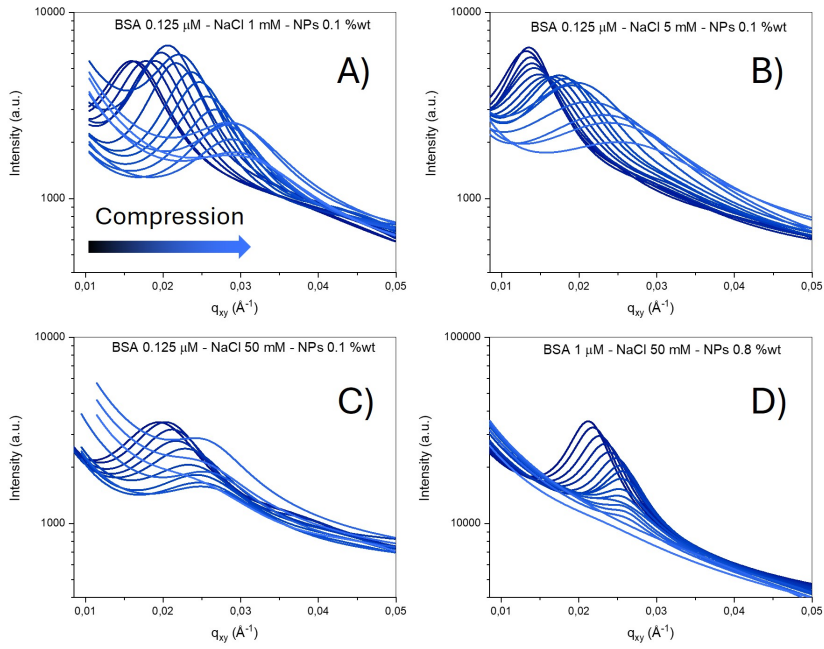 BSA 0.125 μM - NaCl 1 mM - NPs 0.1 %wt
A)
10000
1000
Intensity (a.u.)
Compression
0,01 0,02 0,03 0,04 0,05
qxy (Å-1)
BSA 0.125 μM - NaCl 5 mM - NPs 0.1 %wt
B)
10000
1000
Intensity (a.u.)
0,01 0,02 0,03 0,04 0,05
qxy (Å-1)
BSA 0.125 μM - NaCl 50 mM - NPs 0.1 %wt
C)
10000
1000
Intensity (a.u.)
0,01 0,02 0,03 0,04 0,05
qxy (Å-1)
BSA 1 μM - NaCl 50 mM - NPs 0.8 %wt
D)
100000
10000
Intensity (a.u.)
0,01 0,02 0,03 0,04 0,05
qxy (Å-1)